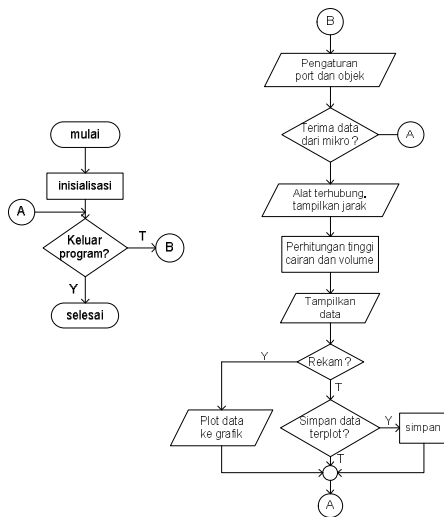 mulai
inisialisasi
A
Keluar
program?
T
B
Y
selesai
B
Pengaturan
port dan objek
Terima data
dari mikro?
A
Alat terhubung,
tampilkan jarak
Perhitungan tinggi
cairan dan volume
Tampilkan
data
Y
Rekam?
T
Plot data
ke grafik
Simpan data
terplot?
Y
simpan
T
A